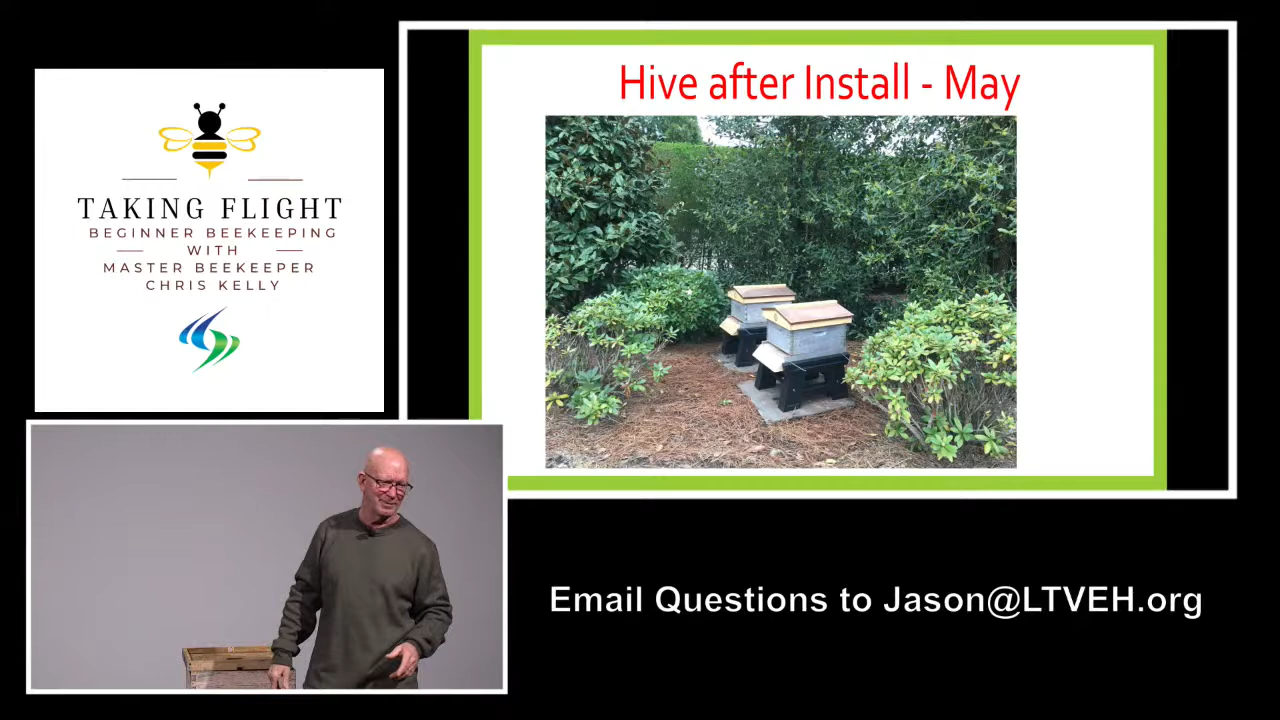 TAKING FLIGHT
BEGINNER BEEKEEPING
WITH
MASTER BEEKEEPER
CHRIS KELLY
Hive after Install - May
Email Questions to Jason@LTVEH.org